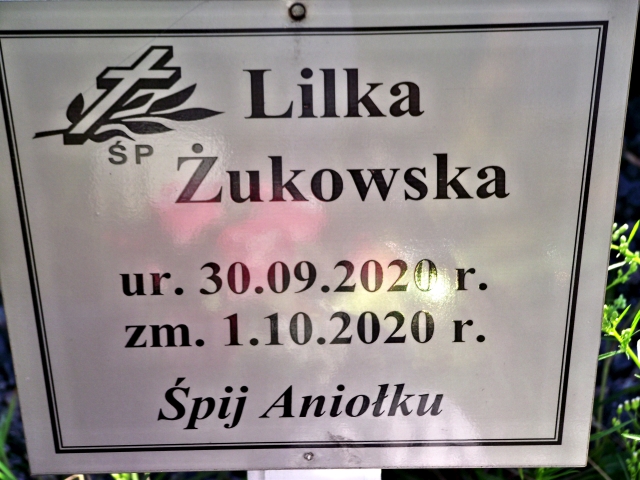 Lilka
ŚP
Żukowska
ur. 30.09.2020 r.
zm. 1.10.2020 r.
Śpij Aniołku